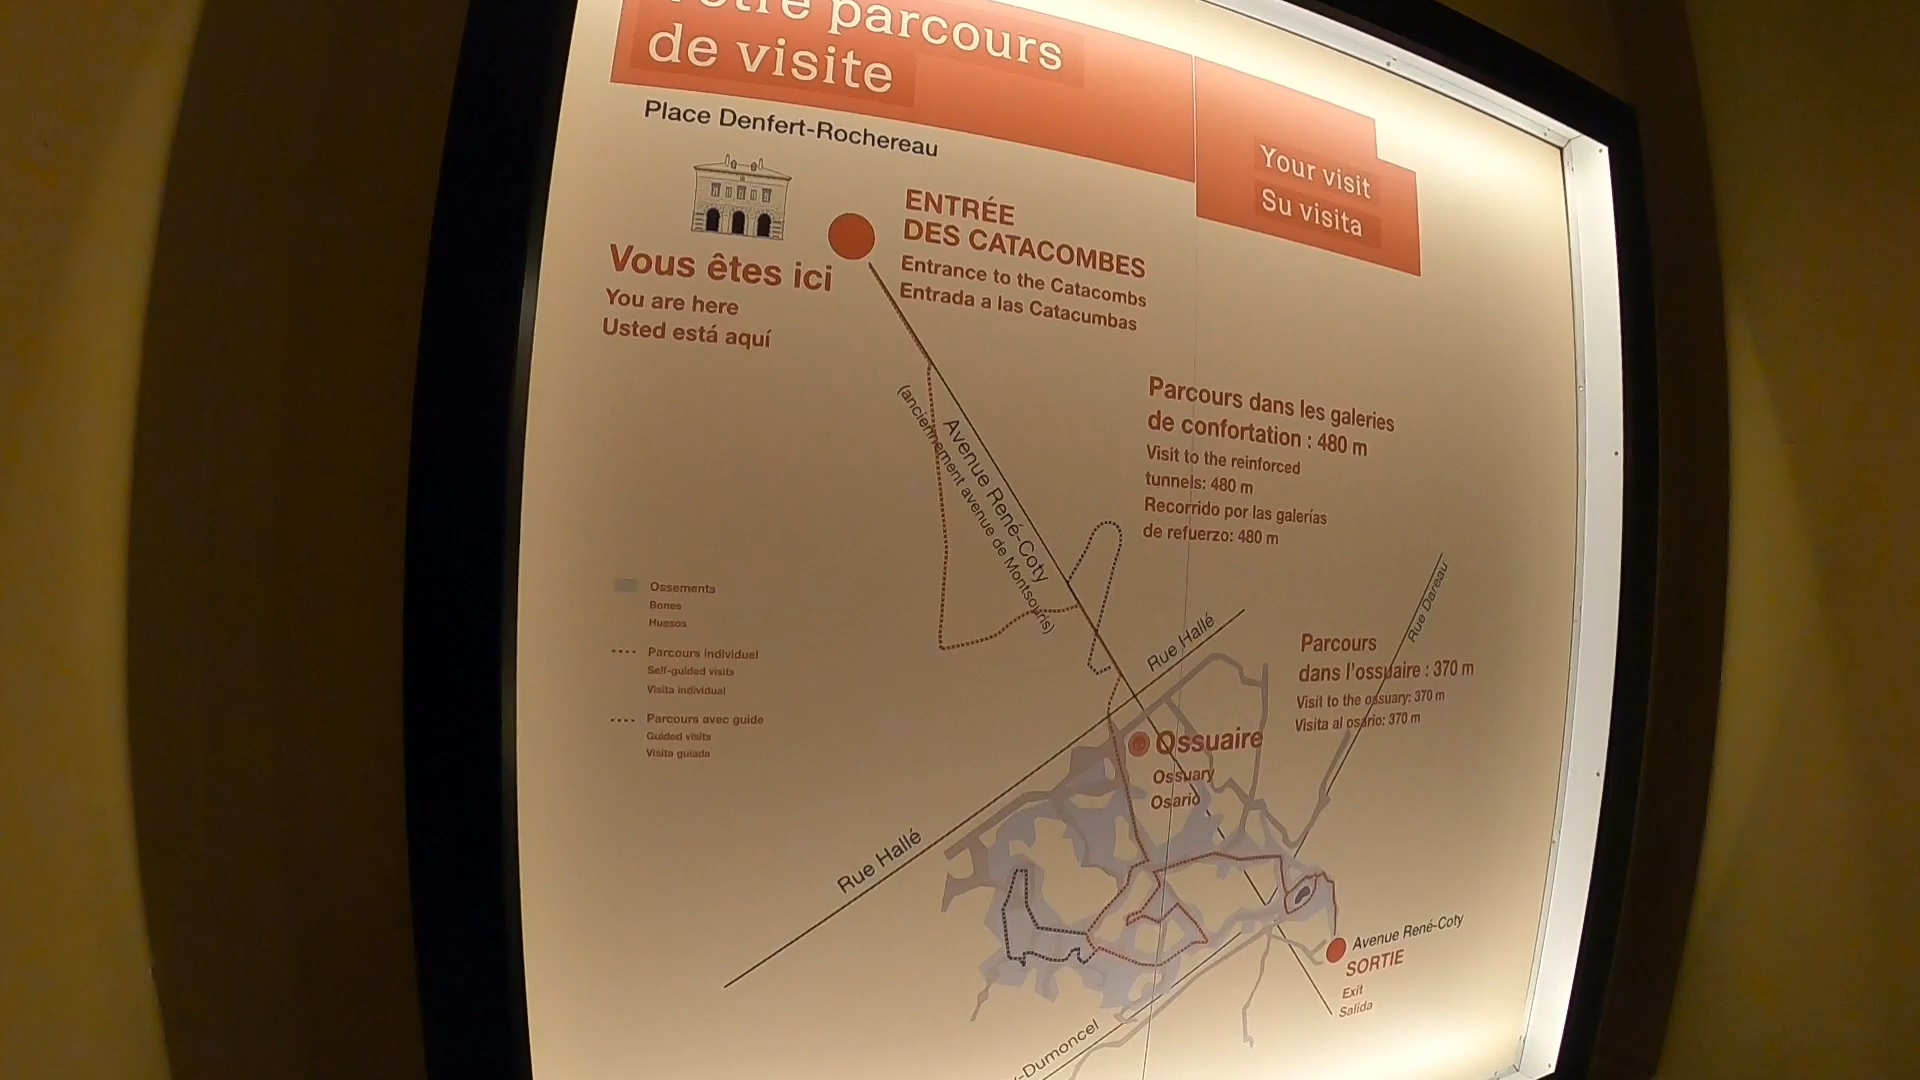 parcours
de visite
Your visit
Su visita
Place Denfert-Rochereau
ENTRÉE
DES CATACOMBES
Entrance to the Catacombs
Entrada a las Catacumbas
Vous êtes ici
You are here
Usted está aquí
Avenue René-Coty
(anciennement avenue de Montsouris)
Parcours dans les galeries
de confortation : 480 m
Visit to the reinforced
tunnels: 480 m
Recorrido por las galerías
de refuerzo: 480 m
Ossements
Bones
Huesos
Parcours individuel
Self-guided visits
Visita individual
Parcours avec guide
Guided visits
Visita guiada
Rue Hallé
Rue Dareau
Parcours
dans l'ossuaire : 370 m
Visit to the ossuary: 370 m
Visita al osario: 370 m
Ossuaire
Ossuary
Osario
Rue Hallé
Avenue René-Coty
SORTIE
Exit
Salida
-Dumoncel